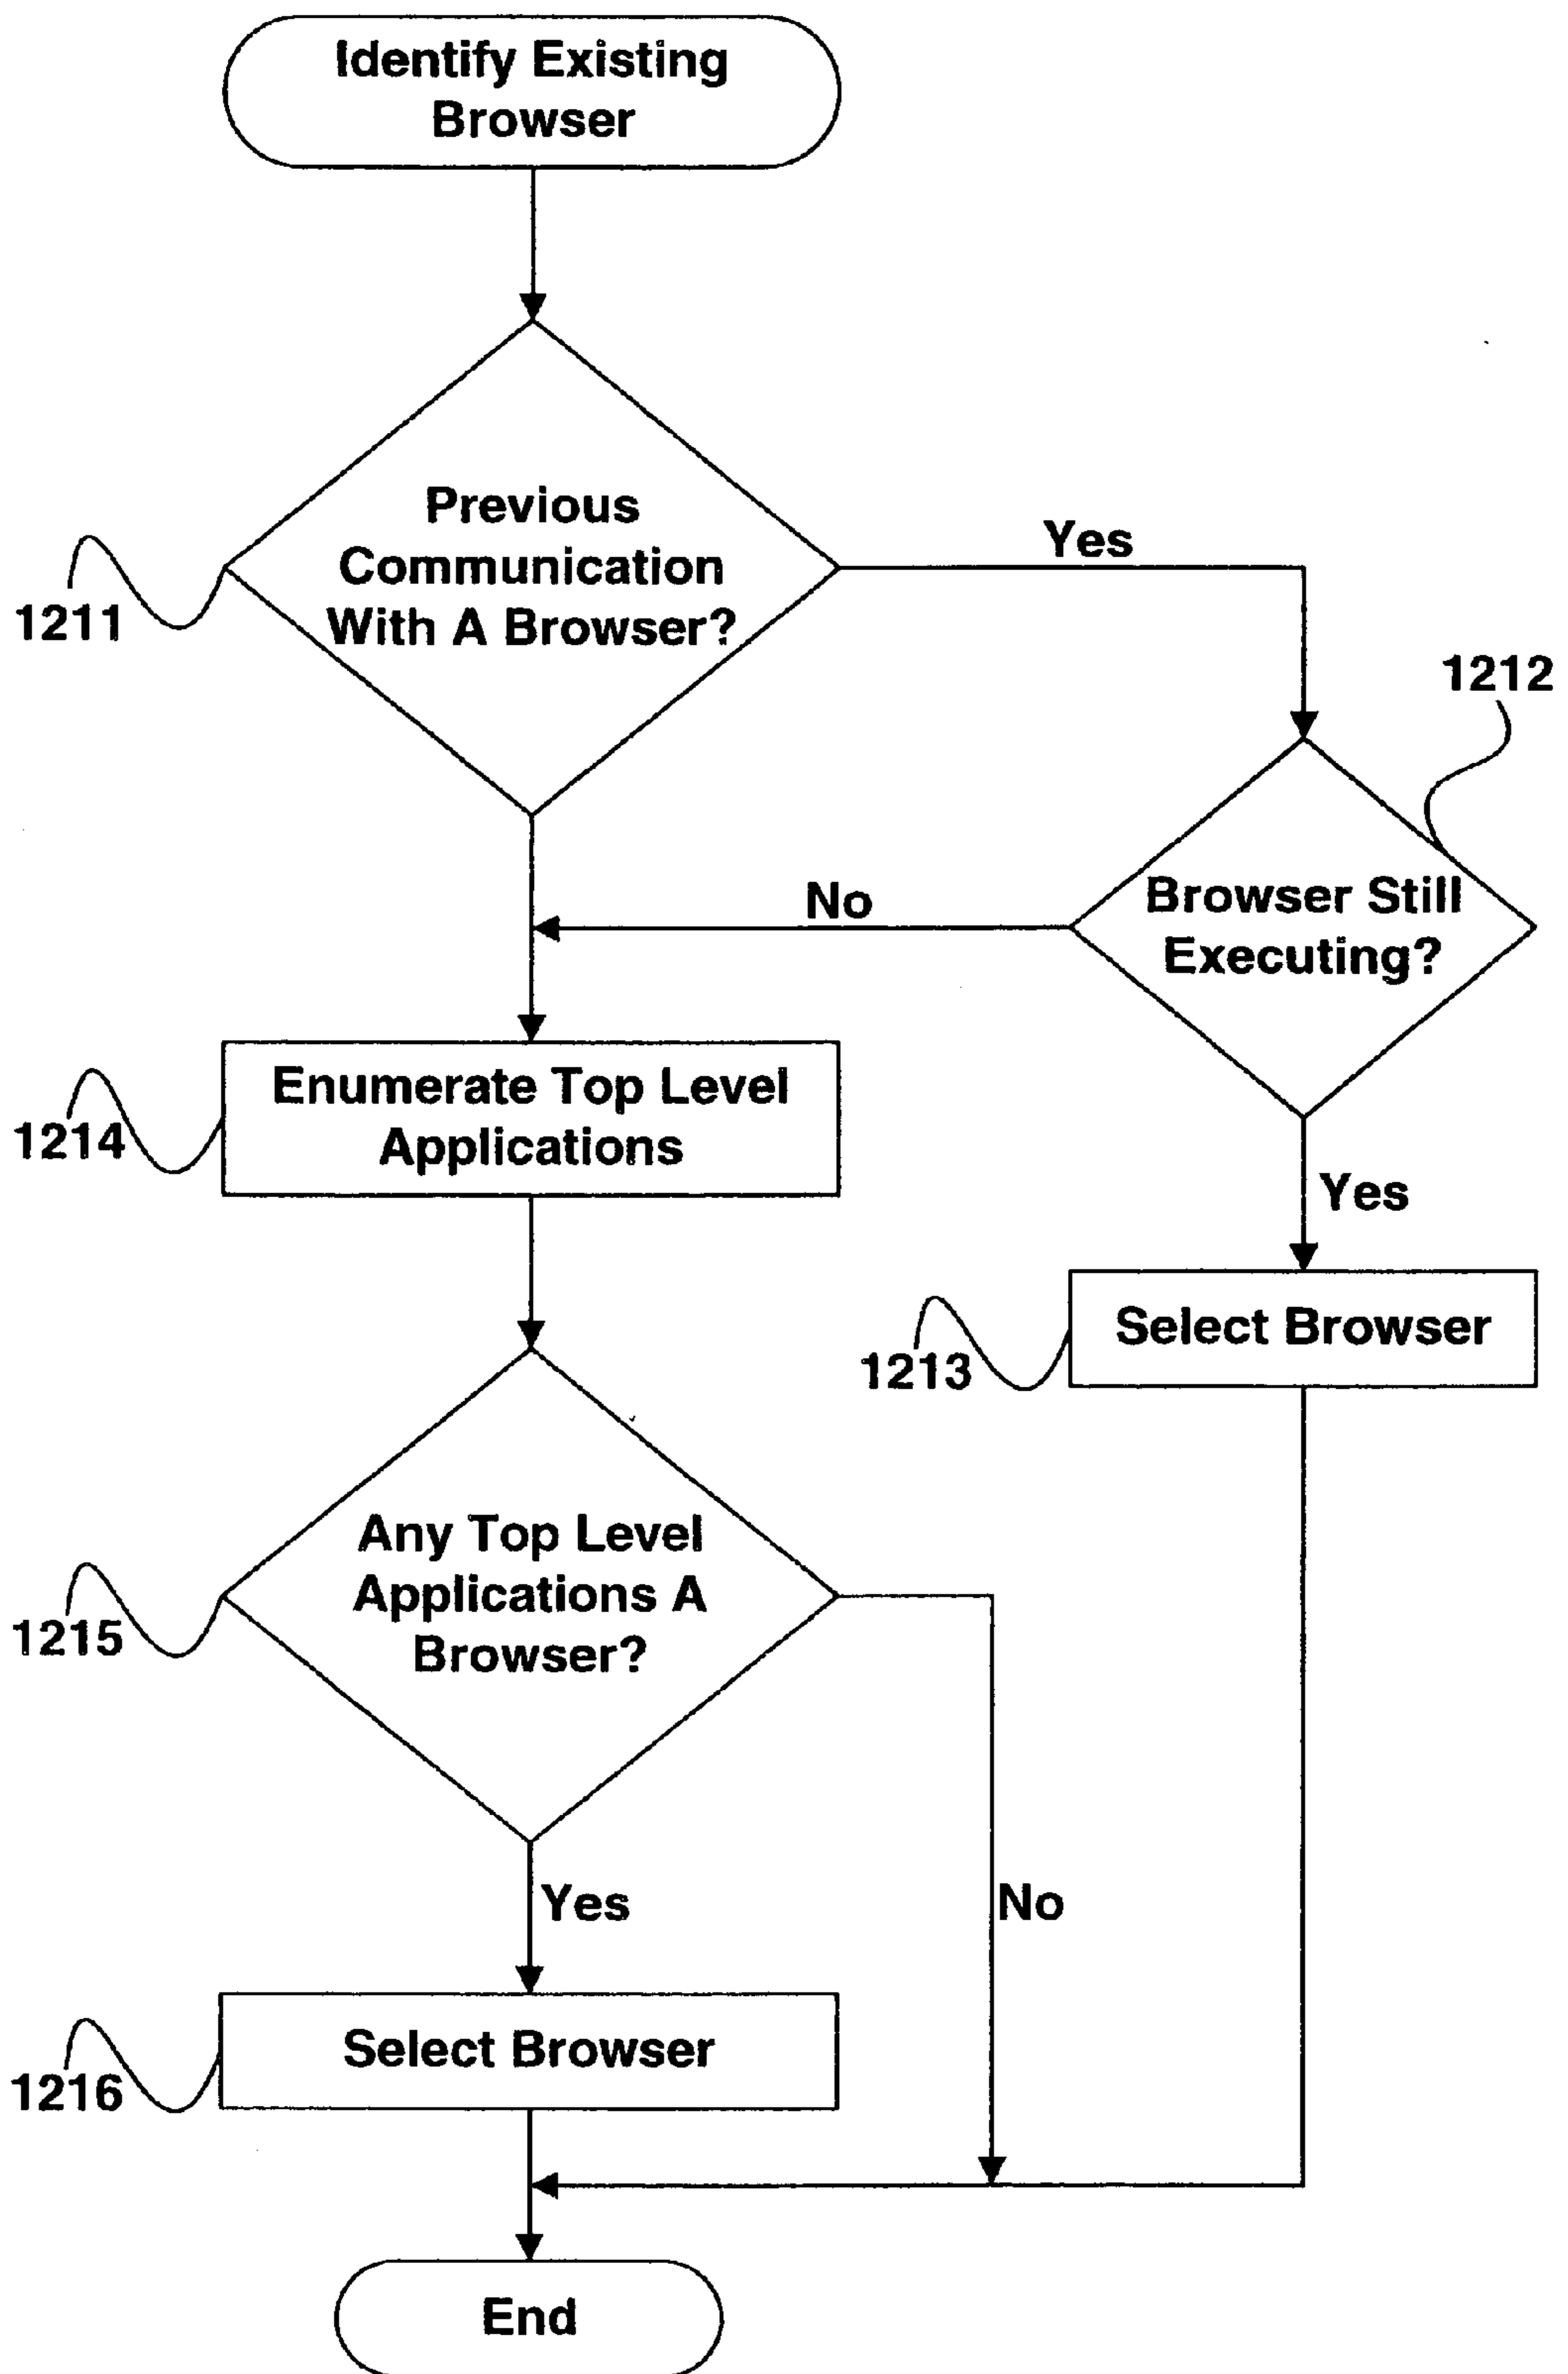 Identify Existing
Browser
Previous
Communication
With A Browser?
Yes
1211
1212
No
Browser Still
Executing?
Enumerate Top Level
Applications
1214
Yes
Select Browser
1213
Any Top Level
Applications A
Browser?
1215
Yes
No
Select Browser
1216
End